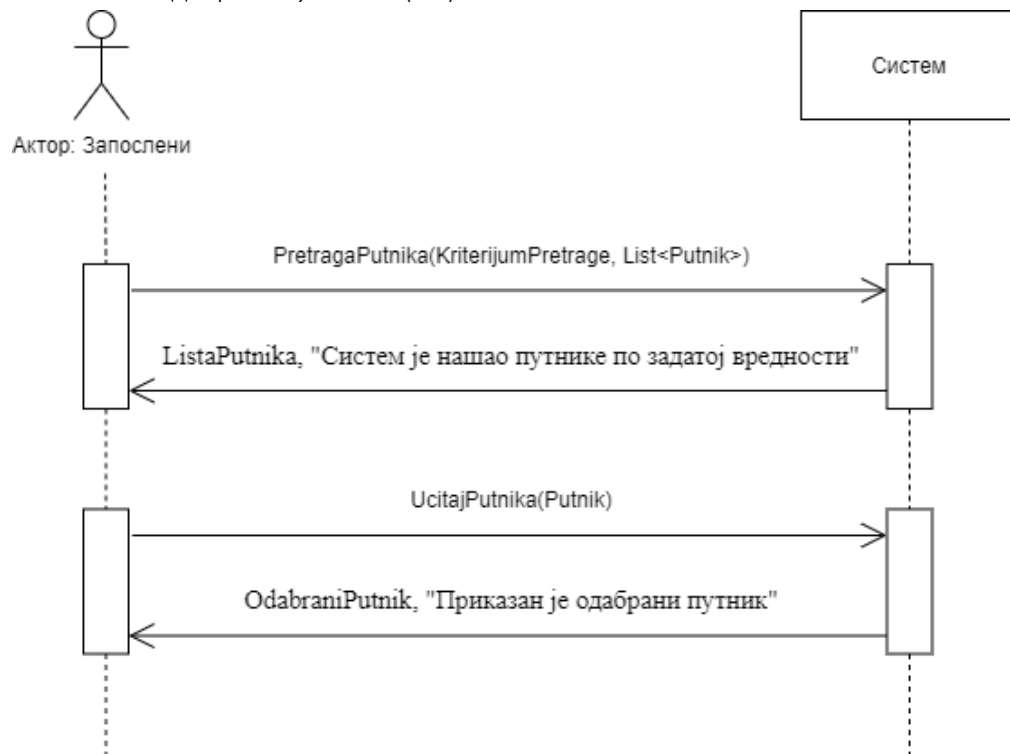 Систем
Актор: Запослени
PretragaPutnika(KriterijumPretrage, List<Putnik>)
ListaPutnika, "Систем је нашао путнике по задатој вредности"
UcitajPutnika(Putnik)
OdabraniPutnik, "Приказан је одабрани путник"